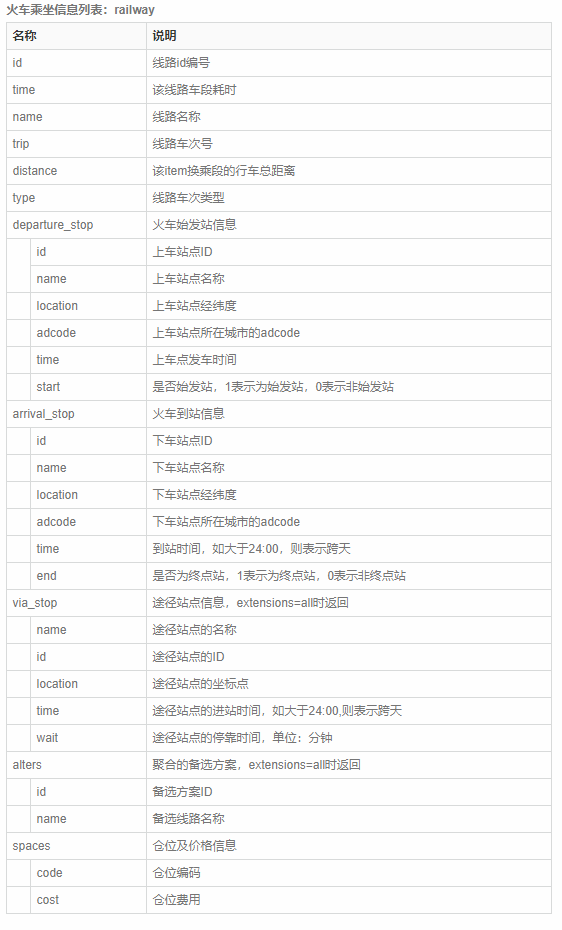 火车乘坐信息列表：railway
名称 说明
id 线路id编号
time 该线路车段耗时
name 线路名称
trip 线路车次号
distance 该item换乘段的行车总距离
type 线路车次类型
departure_stop 火车始发站信息
id 上车站点ID
name 上车站点名称
location 上车站点经纬度
adcode 上车站点所在城市的adcode
time 上车点发车时间
start 是否始发站，1表示为始发站，0表示非始发站
arrival_stop 火车到站信息
id 下车站点ID
name 下车站点名称
location 下车站点经纬度
adcode 下车站点所在城市的adcode
time 到站时间，如大于24:00，则表示跨天
end 是否为终点站，1表示为终点站，0表示非终点站
via_stop 途径站点信息，extensions=all时返回
name 途径站点的名称
id 途径站点的ID
location 途径站点的坐标点
time 途径站点的进站时间，如大于24:00,则表示跨天
wait 途径站点的停靠时间，单位：分钟
alters 聚合的备选方案，extensions=all时返回
id 备选方案ID
name 备选线路名称
spaces 仓位及价格信息
code 仓位编码
cost 仓位费用